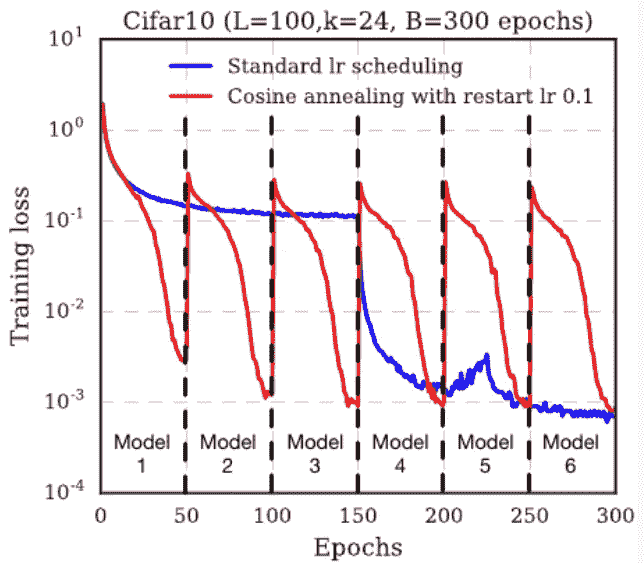 Cifar10 (L=100,k=24, B=300 epochs)
Standard lr scheduling
Cosine annealing with restart lr 0.1
Training loss
10^1
10^0
10^-1
10^-2
10^-3
10^-4
Model 1
Model 2
Model 3
Model 4
Model 5
Model 6
0 50 100 150 200 250 300
Epochs